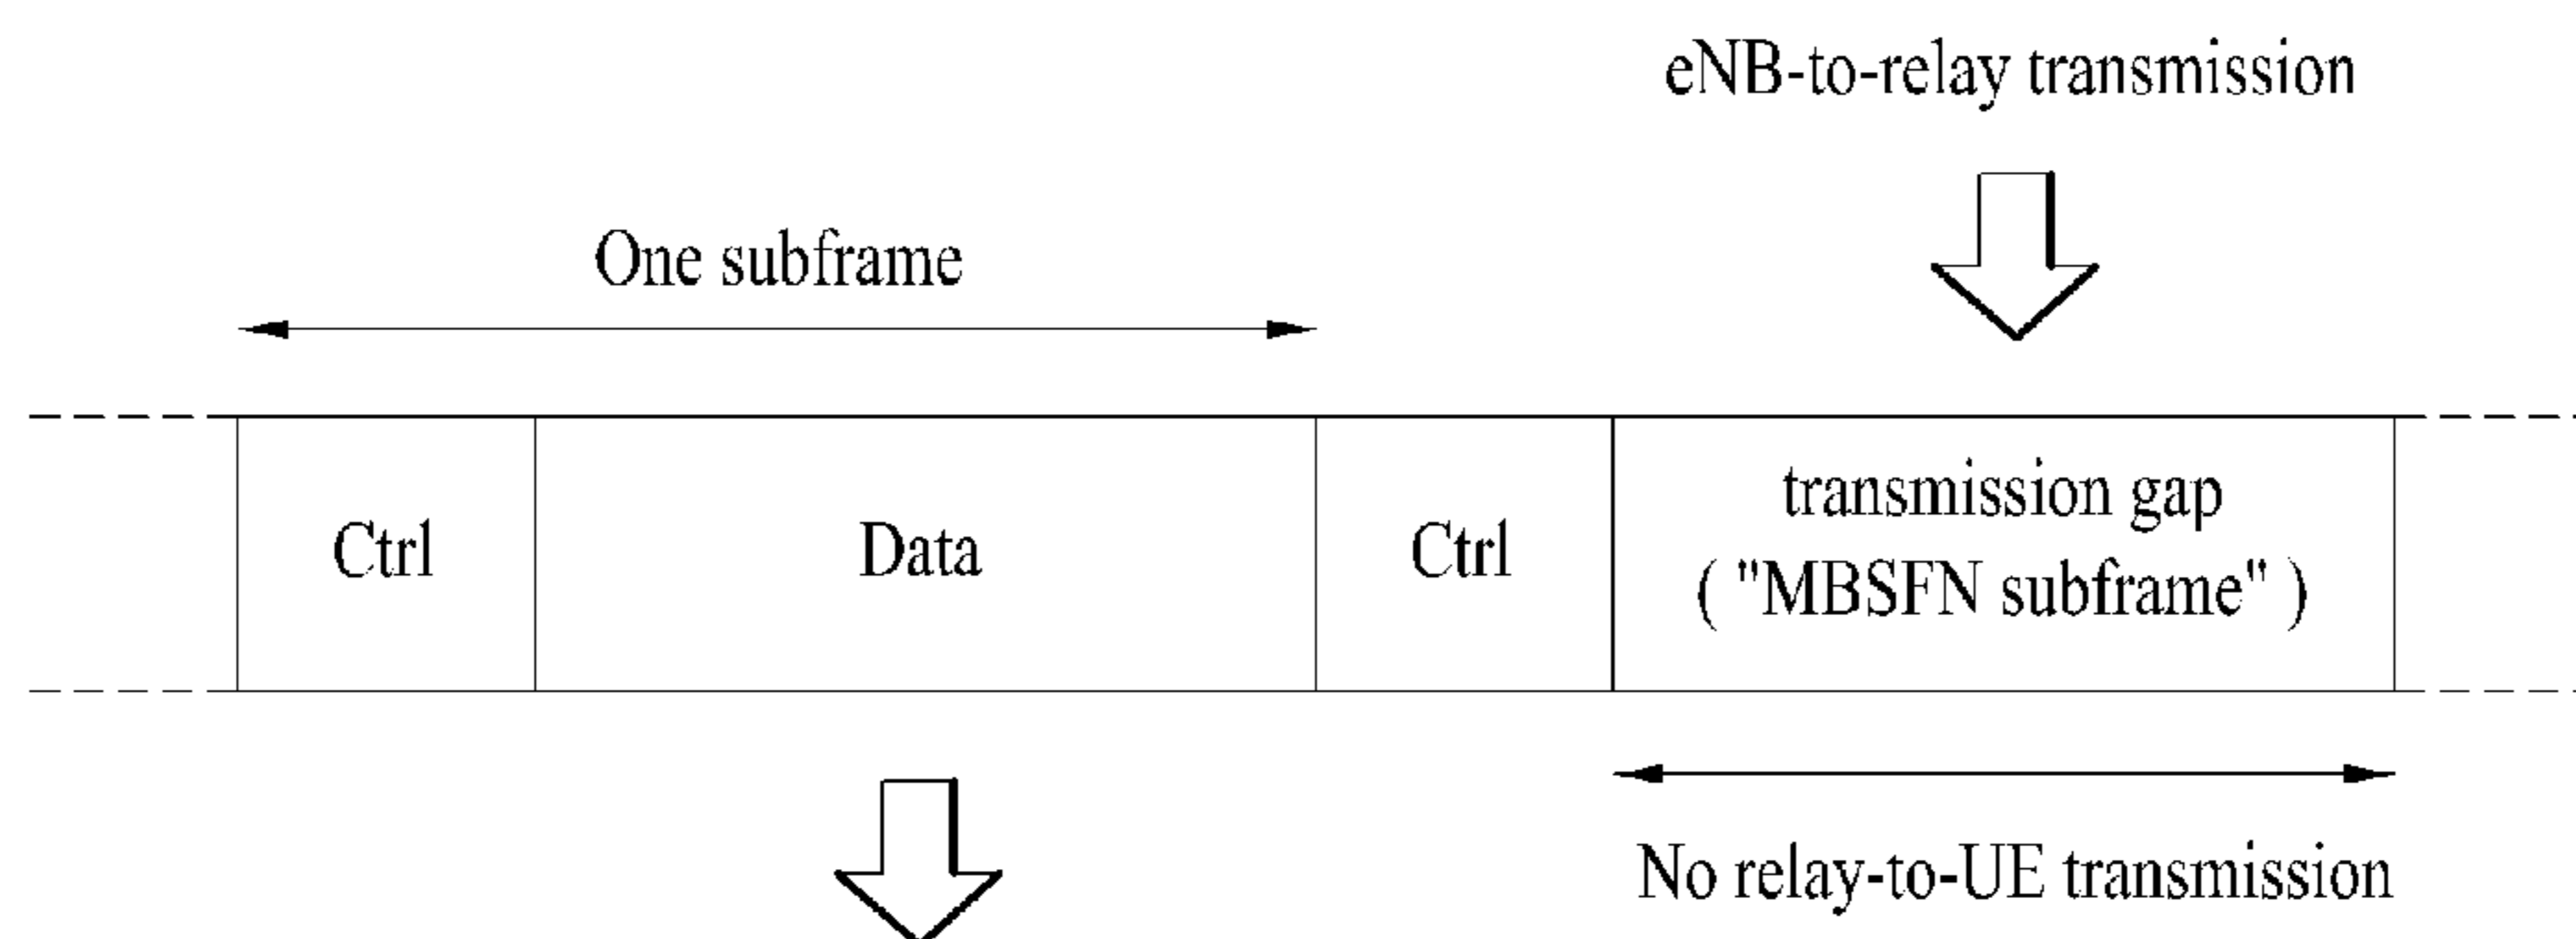 eNB-to-relay transmission
One subframe
Ctrl
Data
Ctrl
transmission gap
( "MBSFN subframe" )
No relay-to-UE transmission